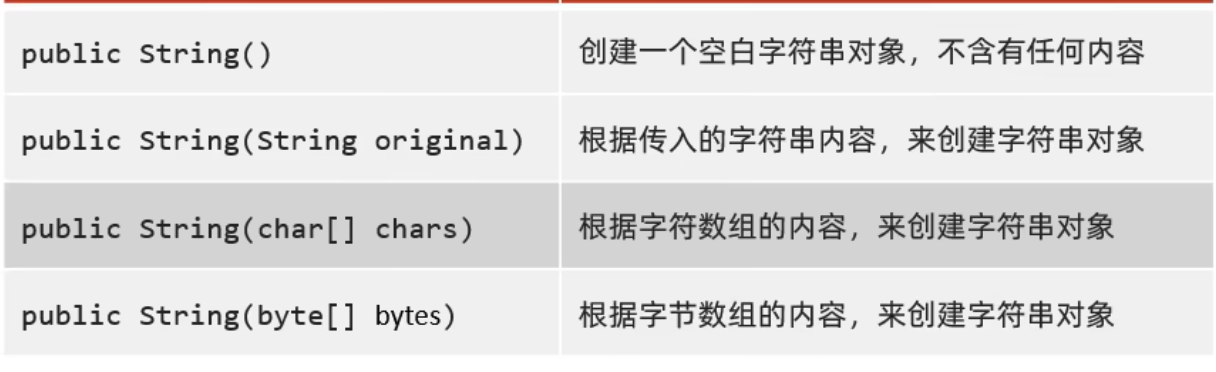 public String() 创建一个空白字符串对象，不含有任何内容
public String(String original) 根据传入的字符串内容，来创建字符串对象
public String(char[] chars) 根据字符数组的内容，来创建字符串对象
public String(byte[] bytes) 根据字节数组的内容，来创建字符串对象